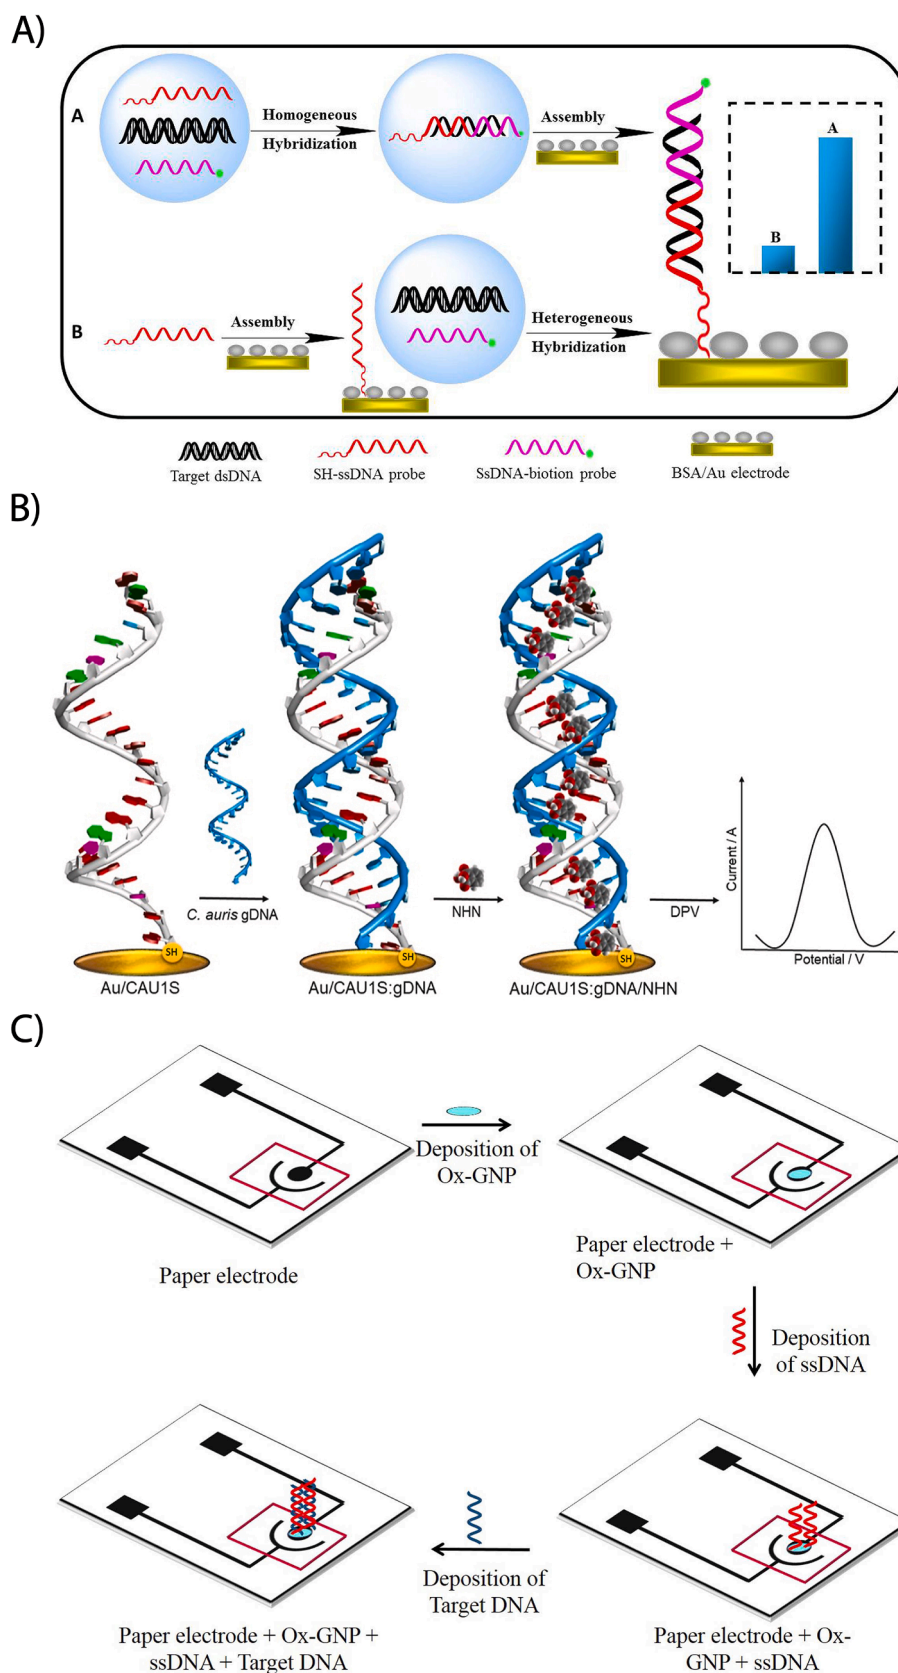 A)
A
Homogeneous
Hybridization
Assembly
A
B
B
Assembly
Heterogeneous
Hybridization
Target dsDNA
SH-ssDNA probe
SsDNA-biotion probe
BSA/Au electrode
B)
C. auris gDNA
NHN
DPV
Current / A
Potential / V
SH
SH
SH
Au/CAU1S
Au/CAU1S:gDNA
Au/CAU1S:gDNA/NHN
C)
Deposition of
Ox-GNP
Paper electrode
Paper electrode +
Ox-GNP
Deposition
of ssDNA
Deposition of
Target DNA
Paper electrode + Ox-GNP +
ssDNA + Target DNA
Paper electrode + Ox-
GNP + ssDNA